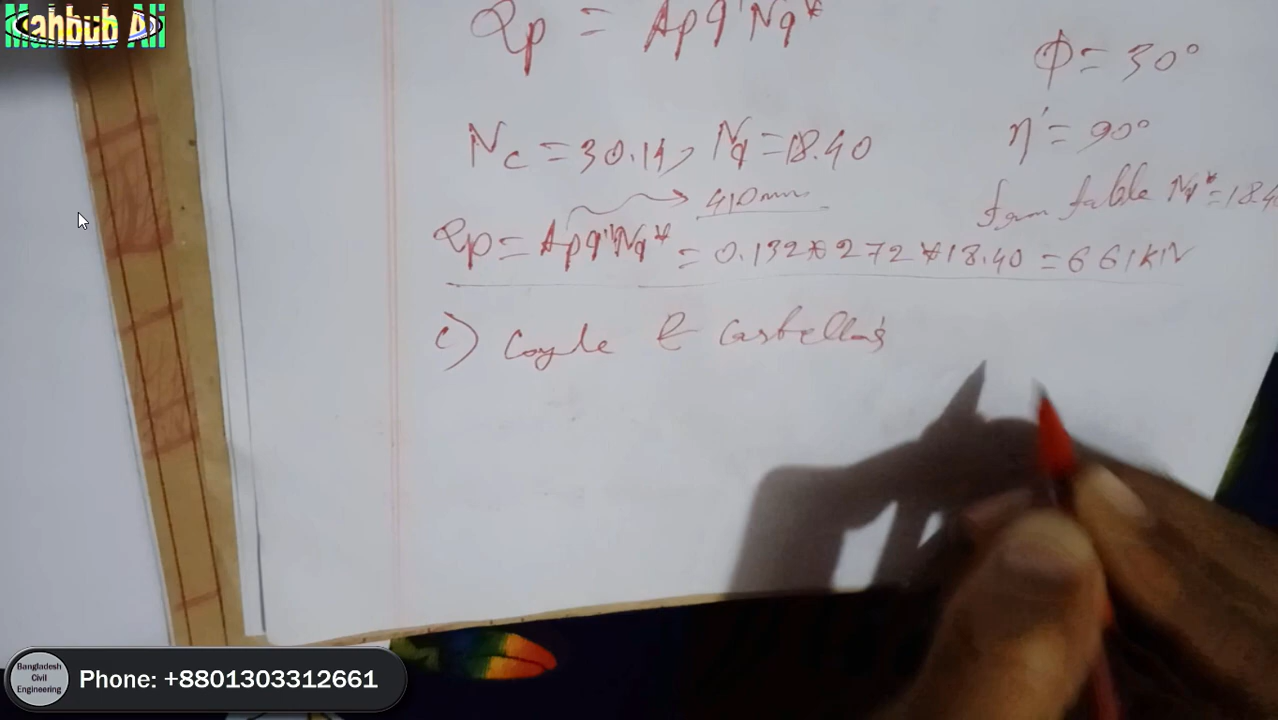 Mahbub Ali
Qp = Apq'Nq*
φ = 30°
Nc = 30.14, Nq = 18.40
η' = 90°
from table Nq* = 18.40
410mm
Qp = Apq'Nq* = 0.132*272*18.40 = 661KN
c) Coyle & Castello's
Bangladesh
Civil
Engineering
Phone: +8801303312661